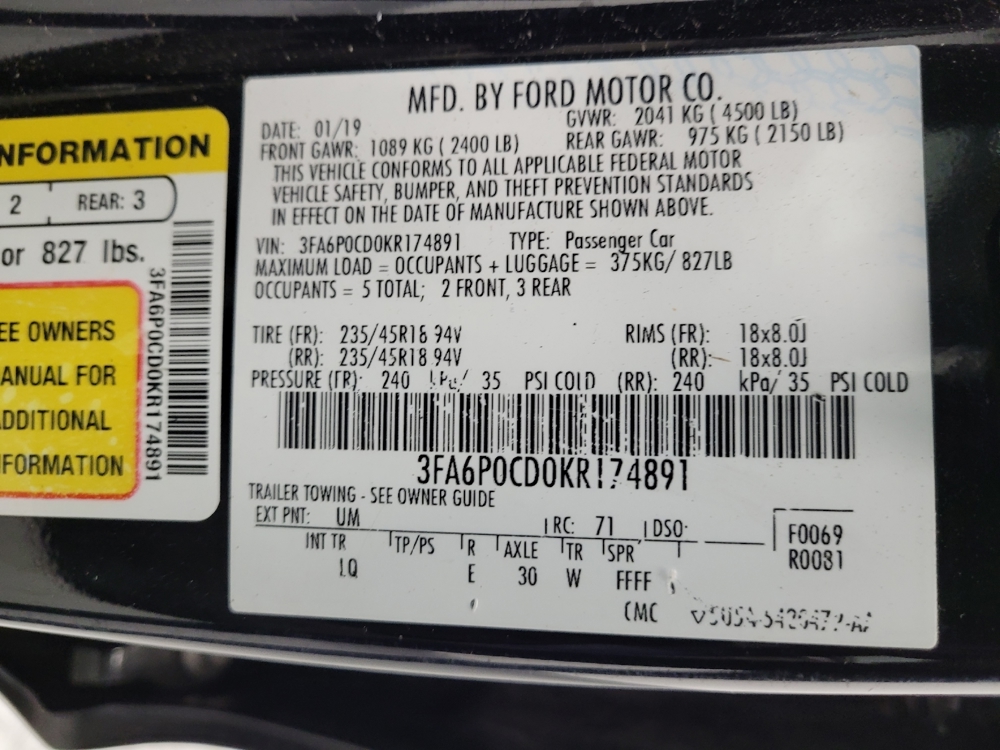 NFORMATION
2 REAR: 3
or 827 lbs.
EE OWNERS
ANUAL FOR
ADDITIONAL
FORMATION
3FA6P0CD0KR174891
MFD. BY FORD MOTOR CO.
DATE: 01/19 GVWR: 2041 KG ( 4500 LB)
FRONT GAWR: 1089 KG ( 2400 LB) REAR GAWR: 975 KG ( 2150 LB)
THIS VEHICLE CONFORMS TO ALL APPLICABLE FEDERAL MOTOR
VEHICLE SAFETY, BUMPER, AND THEFT PREVENTION STANDARDS
IN EFFECT ON THE DATE OF MANUFACTURE SHOWN ABOVE.
VIN: 3FA6P0CD0KR174891 TYPE: Passenger Car
MAXIMUM LOAD = OCCUPANTS + LUGGAGE = 375KG/ 827LB
OCCUPANTS = 5 TOTAL; 2 FRONT, 3 REAR
TIRE (FR): 235/45R18 94V RIMS (FR): 18x8.0J
(RR): 235/45R18 94V (RR): 18x8.0J
PRESSURE (FR): 240 kPa/ 35 PSI COLD (RR): 240 kPa/ 35 PSI COLD
3FA6P0CD0KR174891
TRAILER TOWING - SEE OWNER GUIDE
EXT PNT: UM RC: 71 DSO: F0069
INT TR TP/PS R AXLE TR SPR R0081
LQ E 30 W FFFF
CMC